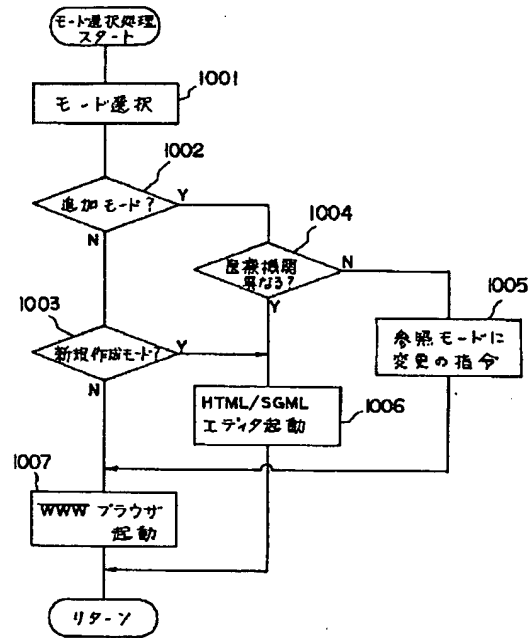 モード選択処理
スタート
1001
モード選択
1002
追加モード?
Y
N
1004
医療機関
異なる?
N
Y
1005
参照モードに
変更の指令
1003
新規作成モード?
Y
N
HTML/SGML
エディタ起動
1006
1007
WWW ブラウザ
起動
リターン